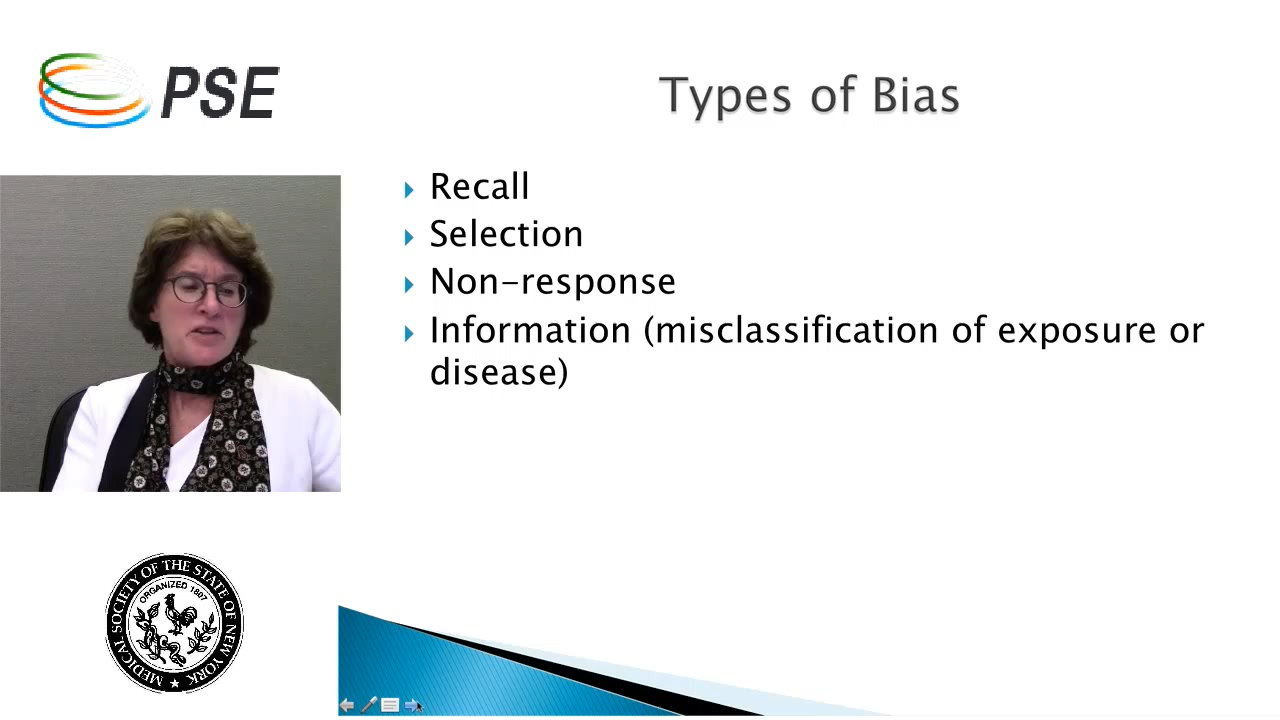 PSE
Types of Bias
Recall
Selection
Non-response
Information (misclassification of exposure or
disease)
MEDICAL SOCIETY OF THE STATE OF NEW YORK
ORGANIZED 1807